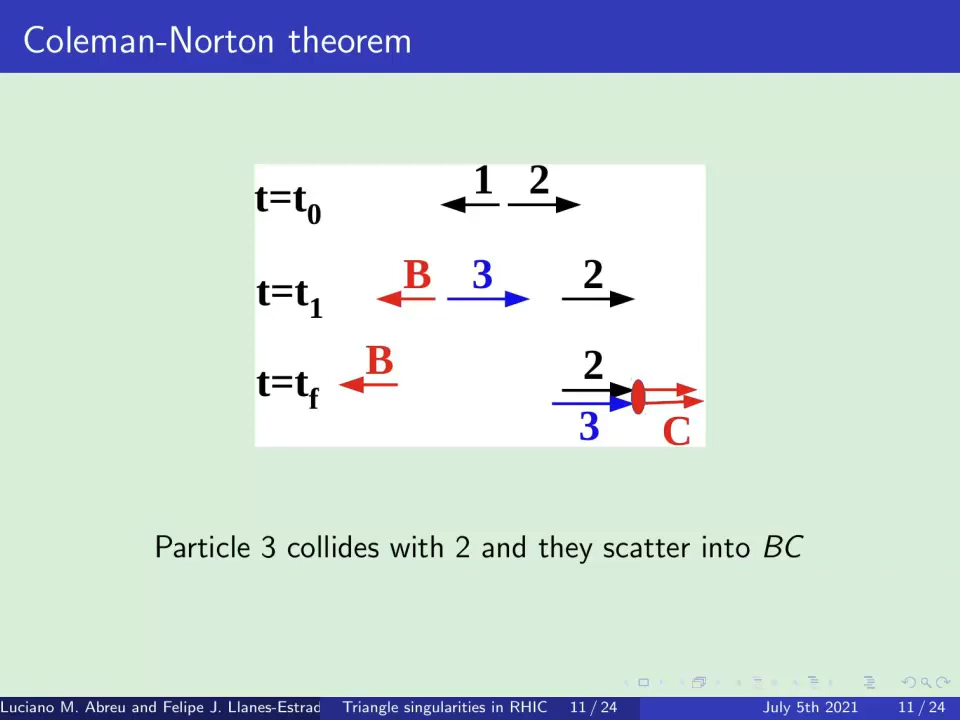 Coleman-Norton theorem
1 2
t=t0
B 3 2
t=t1
B 2
t=tf
3 C
Particle 3 collides with 2 and they scatter into BC
Luciano M. Abreu and Felipe J. Llanes-Estrad Triangle singularities in RHIC 11 / 24 July 5th 2021 11 / 24